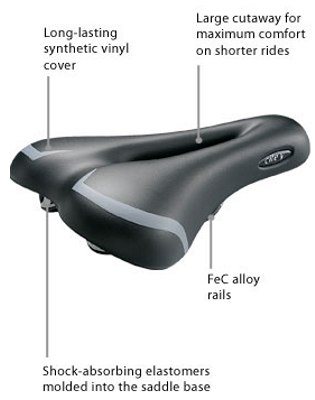 Long-lasting
synthetic vinyl
cover
Large cutaway for
maximum comfort
on shorter rides
FeC alloy
rails
Shock-absorbing elastomers
molded into the saddle base